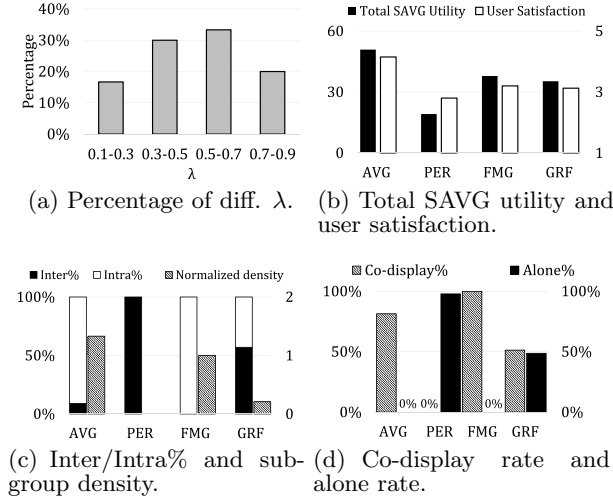 40%
30%
20%
10%
0%
Percentage
0.1-0.3 0.3-0.5 0.5-0.7 0.7-0.9
λ
(a) Percentage of diff. λ.
Total SAVG Utility User Satisfaction
60
30
0
5
3
1
AVG PER FMG GRF
(b) Total SAVG utility and
user satisfaction.
Inter% Intra% Normalized density
100%
50%
0%
2
1
0
AVG PER FMG GRF
(c) Inter/Intra% and sub-
group density.
Co-display% Alone%
100%
50%
0%
0% 0% 0%
100%
50%
0%
AVG PER FMG GRF
(d) Co-display rate and
alone rate.